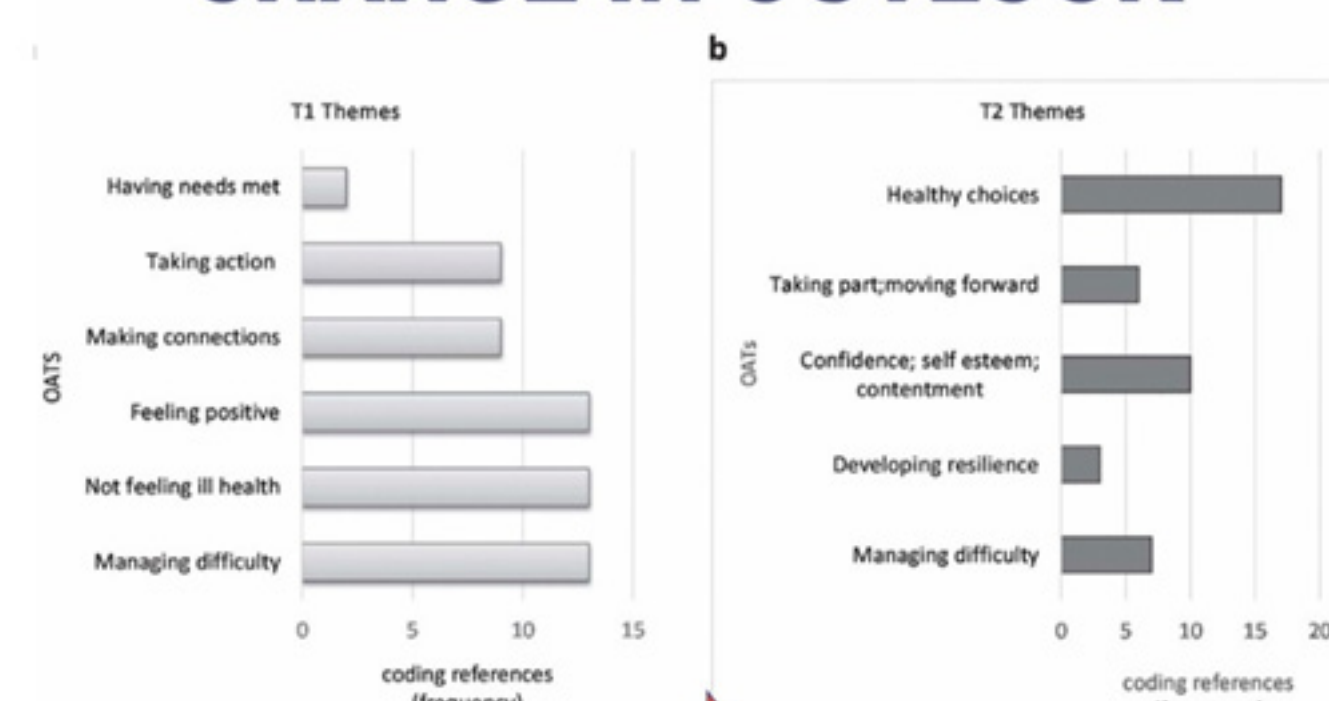 b
T1 Themes
Having needs met
Taking action
Making connections
Feeling positive
Not feeling ill health
Managing difficulty
OATS
0 5 10 15
coding references
(frequency)
T2 Themes
Healthy choices
Taking part;moving forward
Confidence; self esteem;
contentment
Developing resilience
Managing difficulty
OATs
0 5 10 15 20
coding references